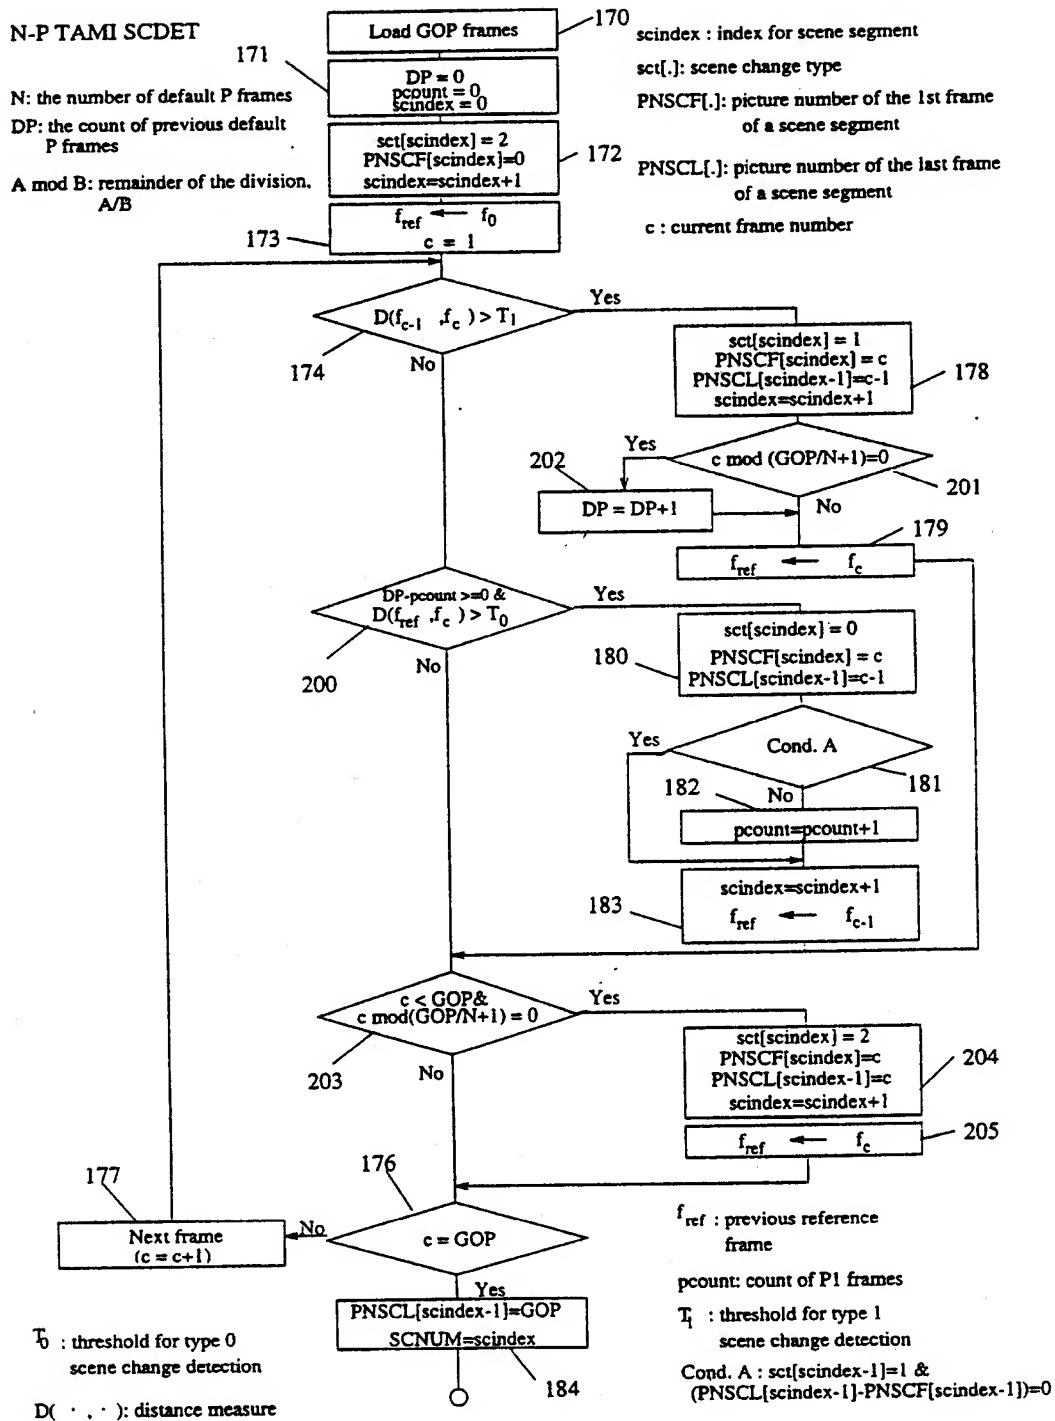 N-P TAMI SCDET
N: the number of default P frames
DP: the count of previous default
P frames
A mod B: remainder of the division,
A/B
scindex : index for scene segment
sct[.]: scene change type
PNSCF[.]: picture number of the 1st frame
of a scene segment
PNSCL[.]: picture number of the last frame
of a scene segment
c : current frame number
Load GOP frames
170
171
DP = 0
pcount = 0
scindex = 0
sct[scindex] = 2
PNSCF[scindex]=0
scindex=scindex+1
172
173
f_ref ← f_0
c = 1
D(f_c-1 ,f_c ) > T_1
Yes
No
174
sct[scindex] = 1
PNSCF[scindex] = c
PNSCL[scindex-1]=c-1
scindex=scindex+1
178
Yes
c mod (GOP/N+1)=0
201
202
DP = DP+1
No
179
f_ref ← f_c
DP-pcount >=0 &
D(f_ref ,f_c ) > T_0
Yes
No
200
sct[scindex] = 0
PNSCF[scindex] = c
PNSCL[scindex-1]=c-1
180
Yes
Cond. A
181
182
No
pcount=pcount+1
183
scindex=scindex+1
f_ref ← f_c-1
c < GOP&
c mod(GOP/N+1) = 0
Yes
No
203
sct[scindex] = 2
PNSCF[scindex]=c
PNSCL[scindex-1]=c
scindex=scindex+1
204
f_ref ← f_c
205
177
Next frame
(c = c+1)
176
No
c = GOP
Yes
PNSCL[scindex-1]=GOP
SCNUM=scindex
184
T_0 : threshold for type 0
scene change detection
D( · , · ): distance measure
f_ref : previous reference
frame
pcount: count of P1 frames
T_1 : threshold for type 1
scene change detection
Cond. A : sct[scindex-1]=1 &
(PNSCL[scindex-1]-PNSCF[scindex-1])=0